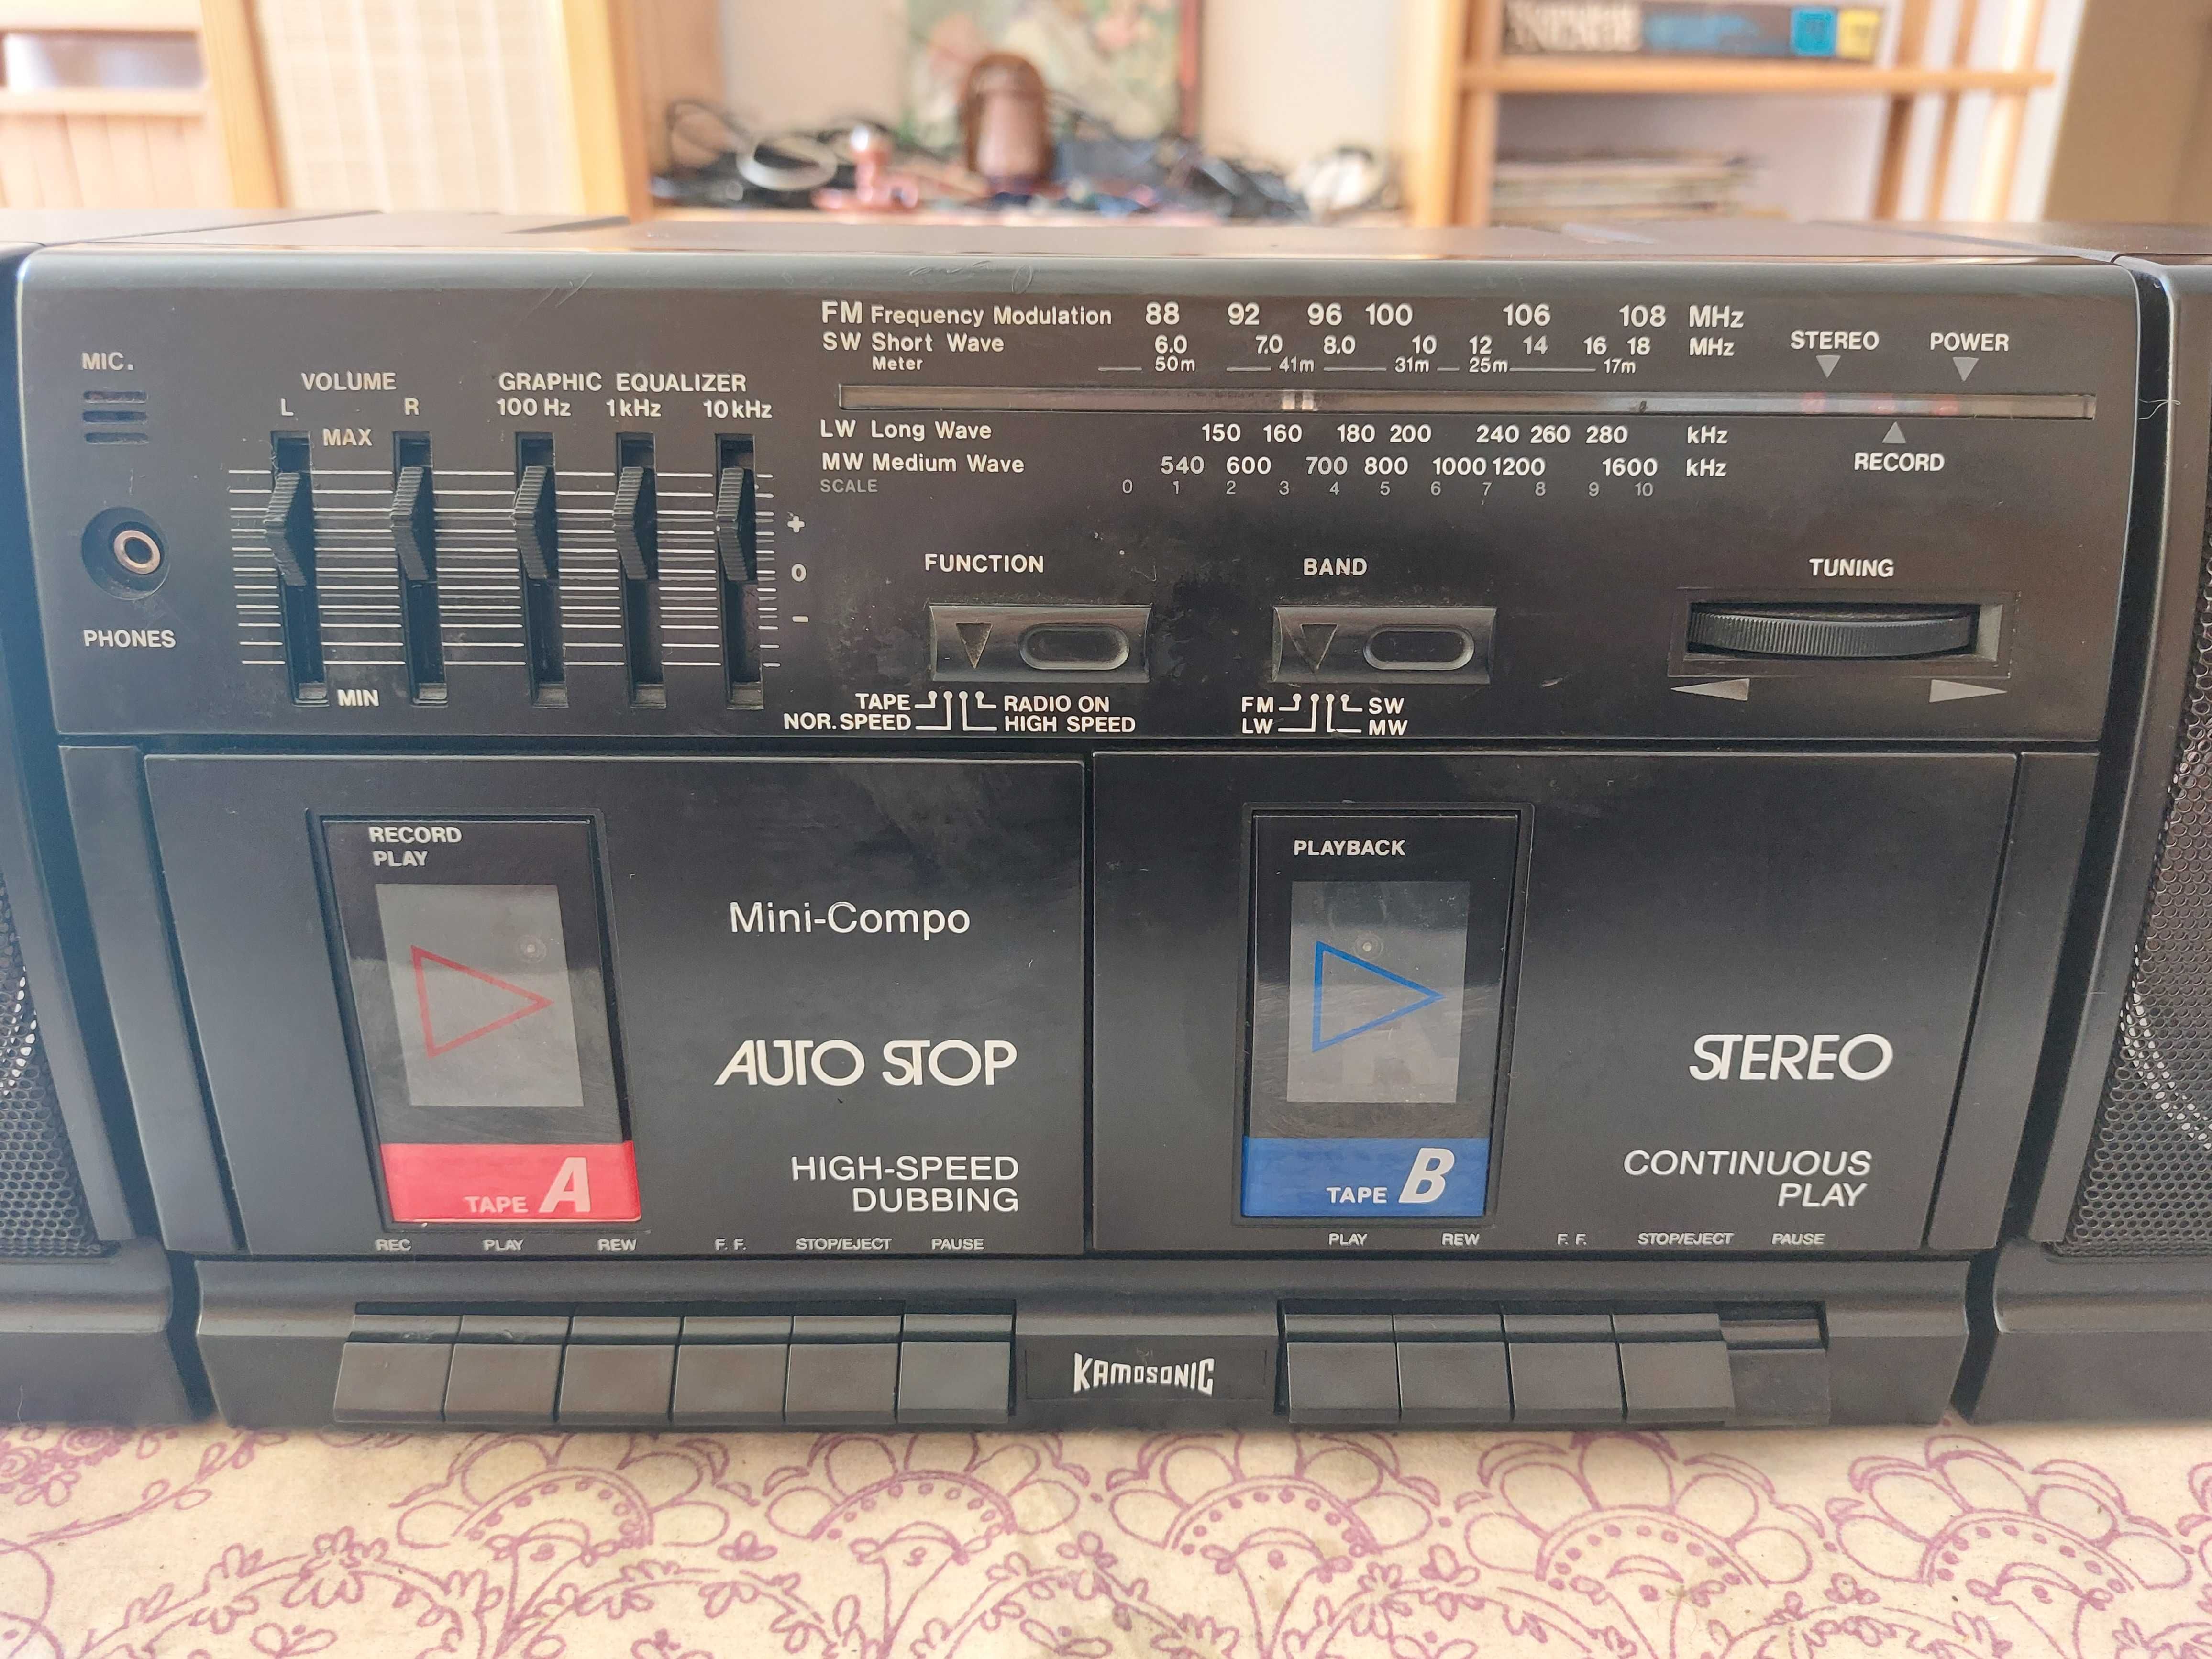 MIC.
PHONES
VOLUME
L R
MAX
MIN
GRAPHIC EQUALIZER
100 Hz 1kHz 10kHz
+
0
-
FM Frequency Modulation 88 92 96 100 106 108 MHz
SW Short Wave 6.0 7.0 8.0 10 12 14 16 18 MHz
Meter 50m 41m 31m 25m 17m
LW Long Wave 150 160 180 200 240 260 280 kHz
MW Medium Wave 540 600 700 800 1000 1200 1600 kHz
SCALE 0 1 2 3 4 5 6 7 8 9 10
STEREO POWER
RECORD
FUNCTION
TAPE RADIO ON
NOR. SPEED HIGH SPEED
BAND
FM SW
LW MW
TUNING
RECORD
PLAY
TAPE A
Mini-Compo
AUTO STOP
HIGH-SPEED
DUBBING
REC PLAY REW F. F. STOP/EJECT PAUSE
PLAYBACK
TAPE B
STEREO
CONTINUOUS
PLAY
PLAY REW F. F. STOP/EJECT PAUSE
KAMOSONIC